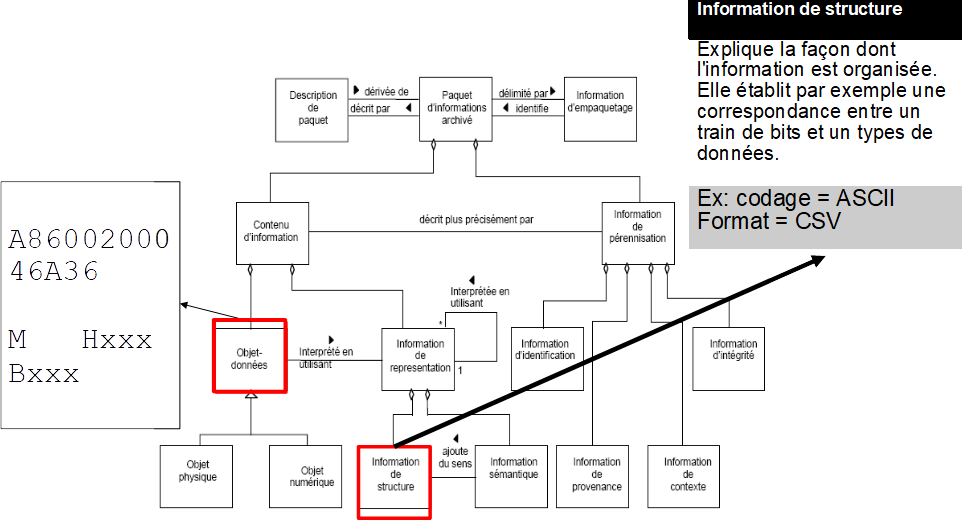 Information de structure
Explique la façon dont
l'information est organisée.
Elle établit par exemple une
correspondance entre un
train de bits et un types de
données.
Ex: codage = ASCII
Format = CSV
Description
de
paquet
dérivée de
décrit par
Paquet
d'informations
archivé
délimité par
identifie
Information
d'empaquetage
A86002000
46A36
M Hxxx
Bxxx
Contenu
d'information
décrit plus précisément par
Information
de
pérennisation
Interprétée en
utilisant
*
1
Objet-
données
Interprété en
utilisant
Information
de
représentation
Information
d'identification
Information
d'intégrité
Objet
physique
Objet
numérique
Information
de
structure
ajoute
du sens
Information
sémantique
Information
de
provenance
Information
de
contexte